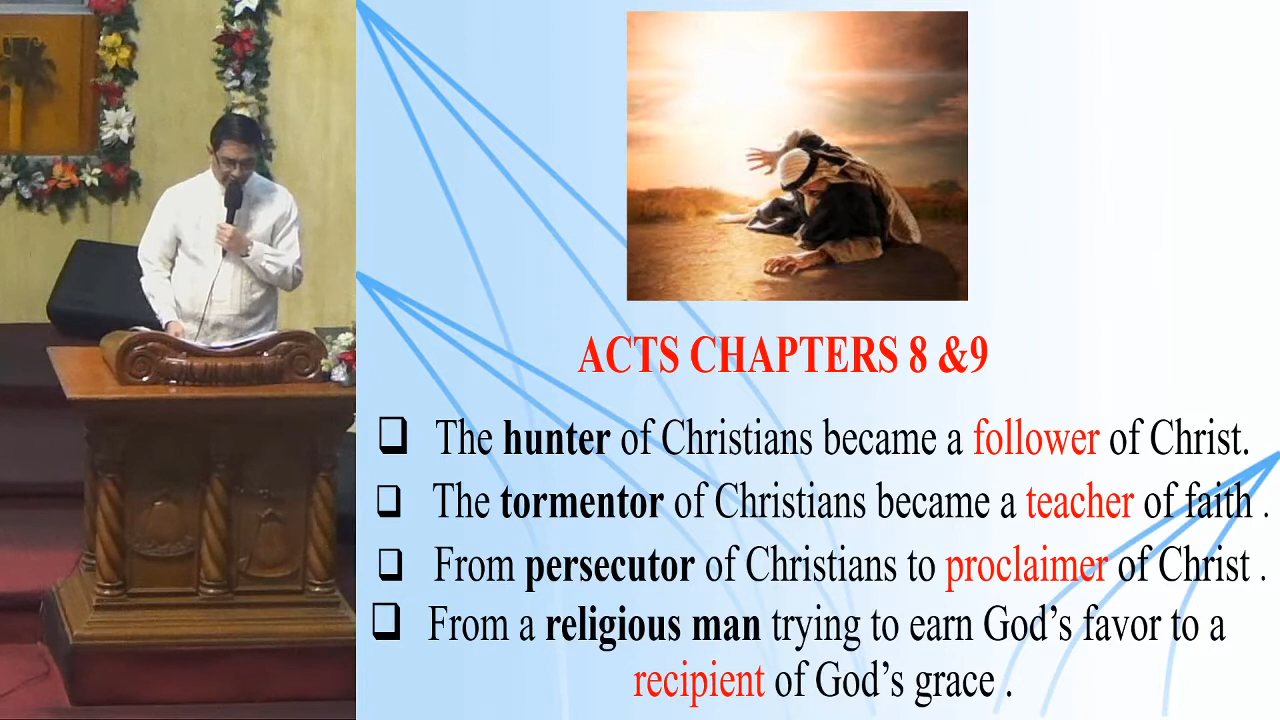 ACTS CHAPTERS 8 &9
❑ The hunter of Christians became a follower of Christ.
❑ The tormentor of Christians became a teacher of faith .
❑ From persecutor of Christians to proclaimer of Christ .
❑ From a religious man trying to earn God’s favor to a
recipient of God’s grace .